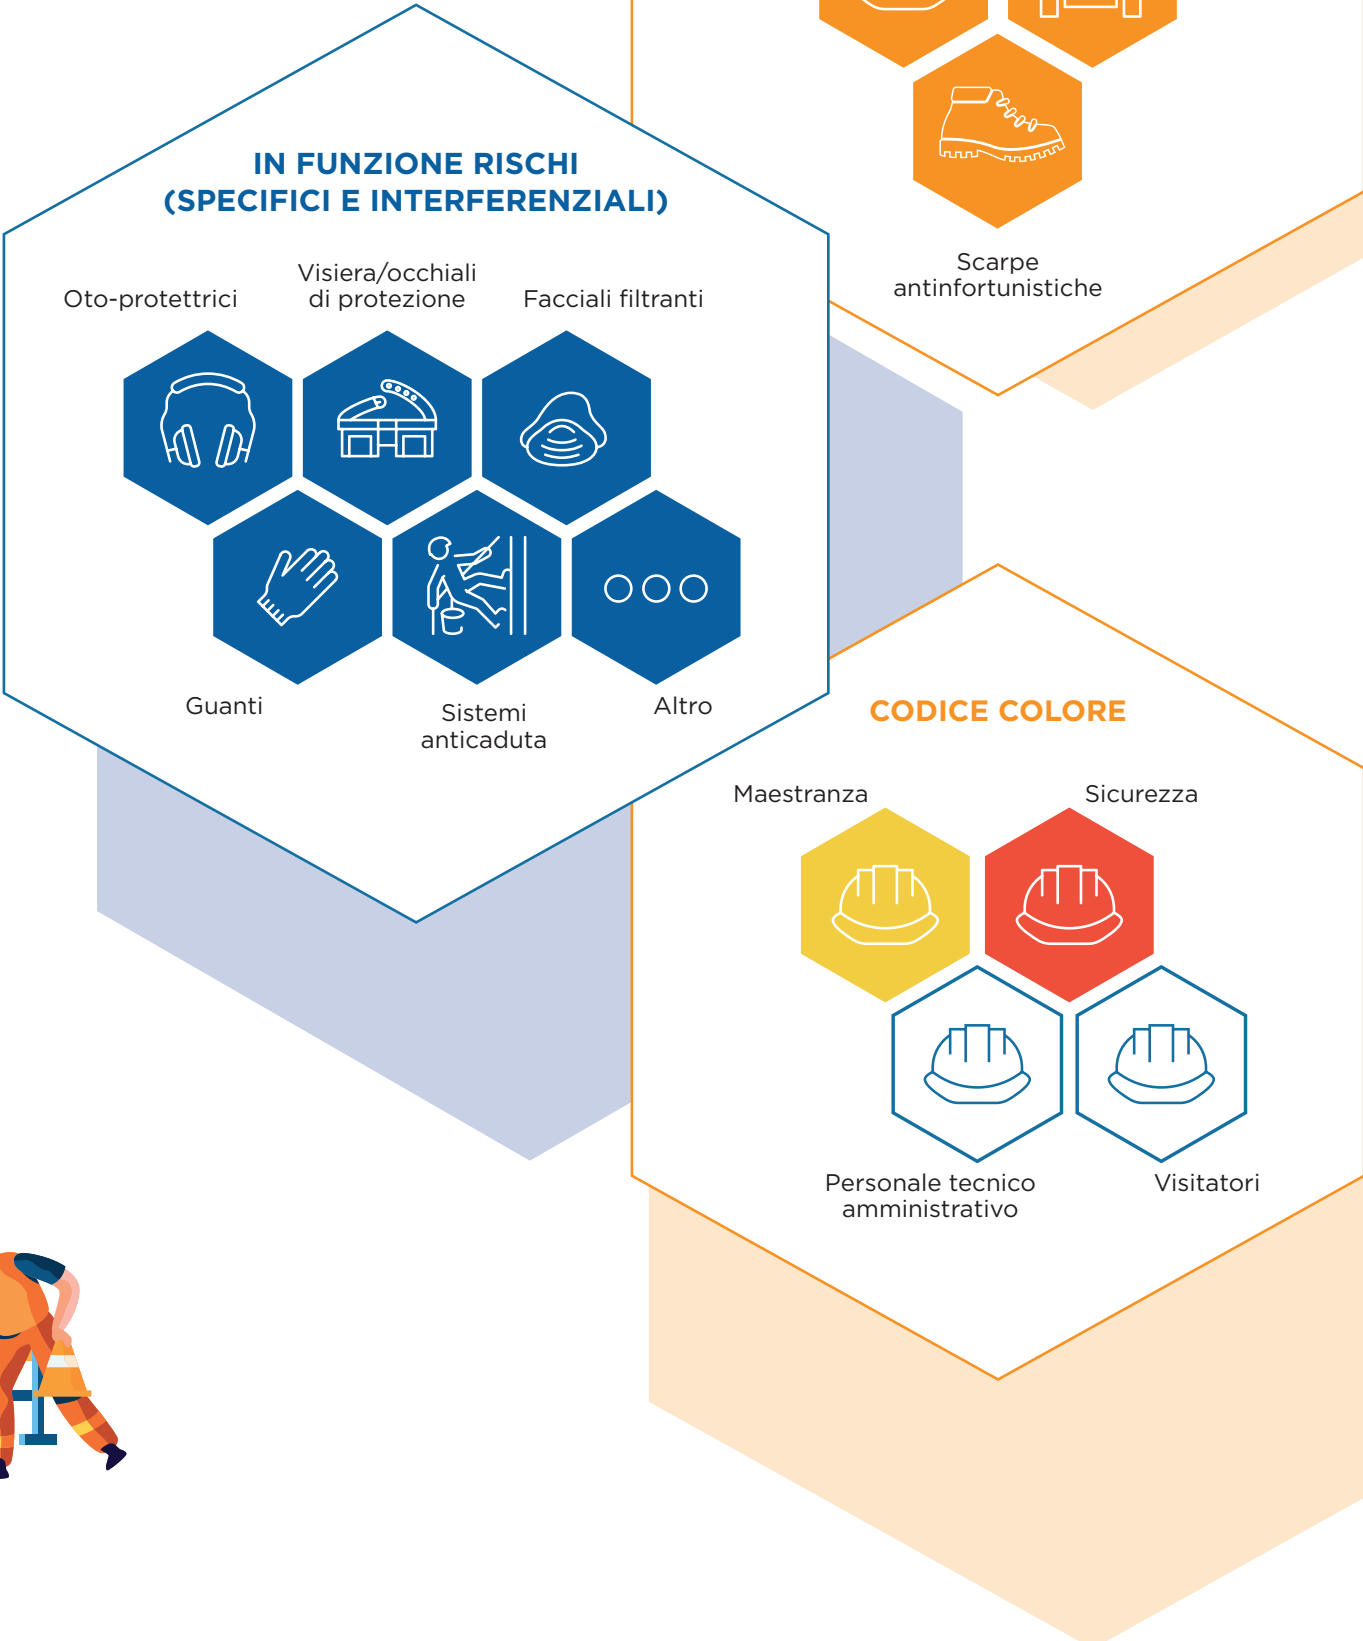 Scarpe
antinfortunistiche
IN FUNZIONE RISCHI
(SPECIFICI E INTERFERENZIALI)
Oto-protettrici
Visiera/occhiali
di protezione
Facciali filtranti
Guanti
Sistemi
anticaduta
Altro
CODICE COLORE
Maestranza
Sicurezza
Personale tecnico
amministrativo
Visitatori